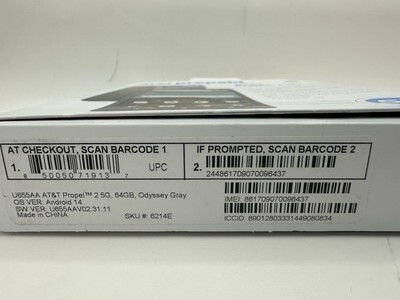 AT CHECKOUT, SCAN BARCODE 1
1.
8 50050 71913 7
UPC
U655AA AT&T Propel™ 2 5G, 64GB, Odyssey Gray
OS VER: Android 14
SW VER: U655AAV02.31.11
Made in CHINA
SKU #: 6214E
IF PROMPTED, SCAN BARCODE 2
2.
244861709070096437
IMEI: 861709070096437
ICCID: 89012803331449080834